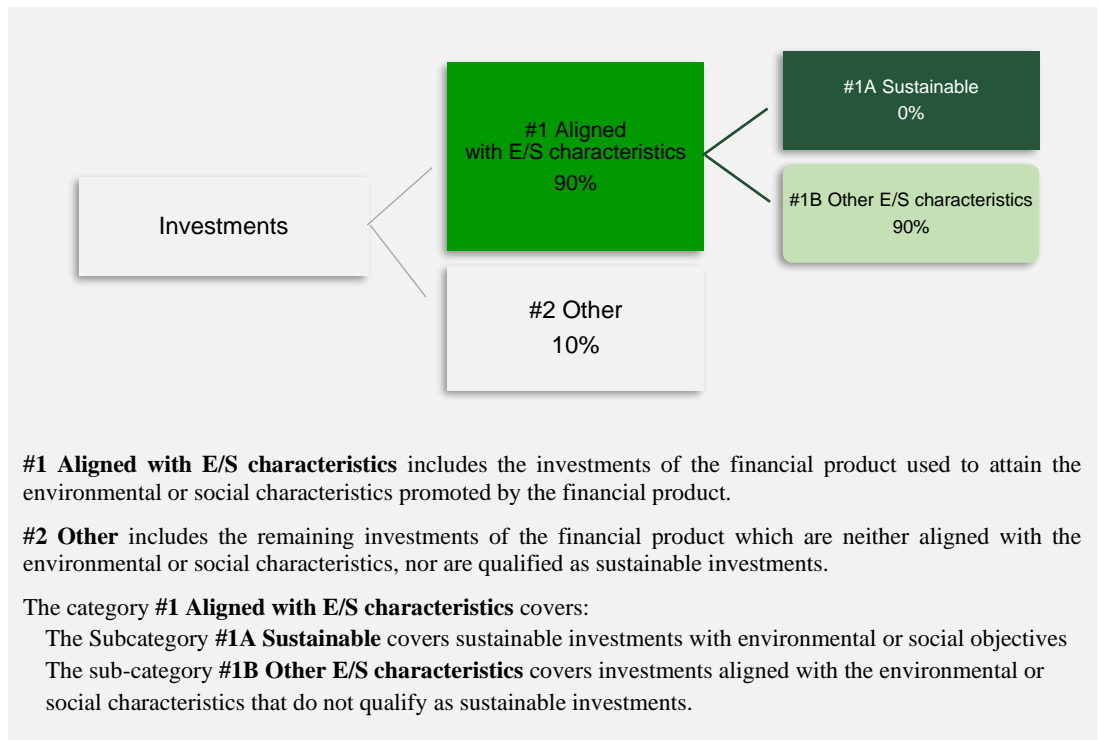 Investments
#1 Aligned
with E/S characteristics
90%
#1A Sustainable
0%
#1B Other E/S characteristics
90%
#2 Other
10%
#1 Aligned with E/S characteristics includes the investments of the financial product used to attain the
environmental or social characteristics promoted by the financial product.
#2 Other includes the remaining investments of the financial product which are neither aligned with the
environmental or social characteristics, nor are qualified as sustainable investments.
The category #1 Aligned with E/S characteristics covers:
The Subcategory #1A Sustainable covers sustainable investments with environmental or social objectives
The sub-category #1B Other E/S characteristics covers investments aligned with the environmental or
social characteristics that do not qualify as sustainable investments.